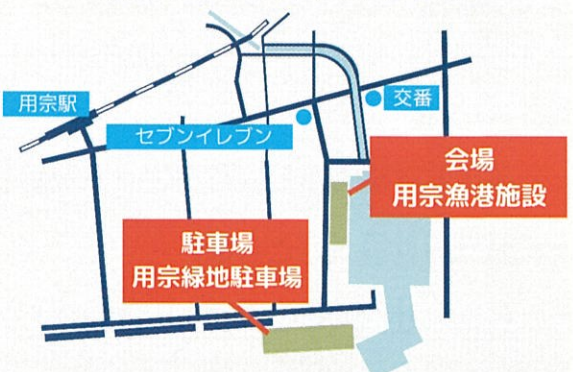 用宗駅
セブンイレブン
交番
会場
用宗漁港施設
駐車場
用宗緑地駐車場